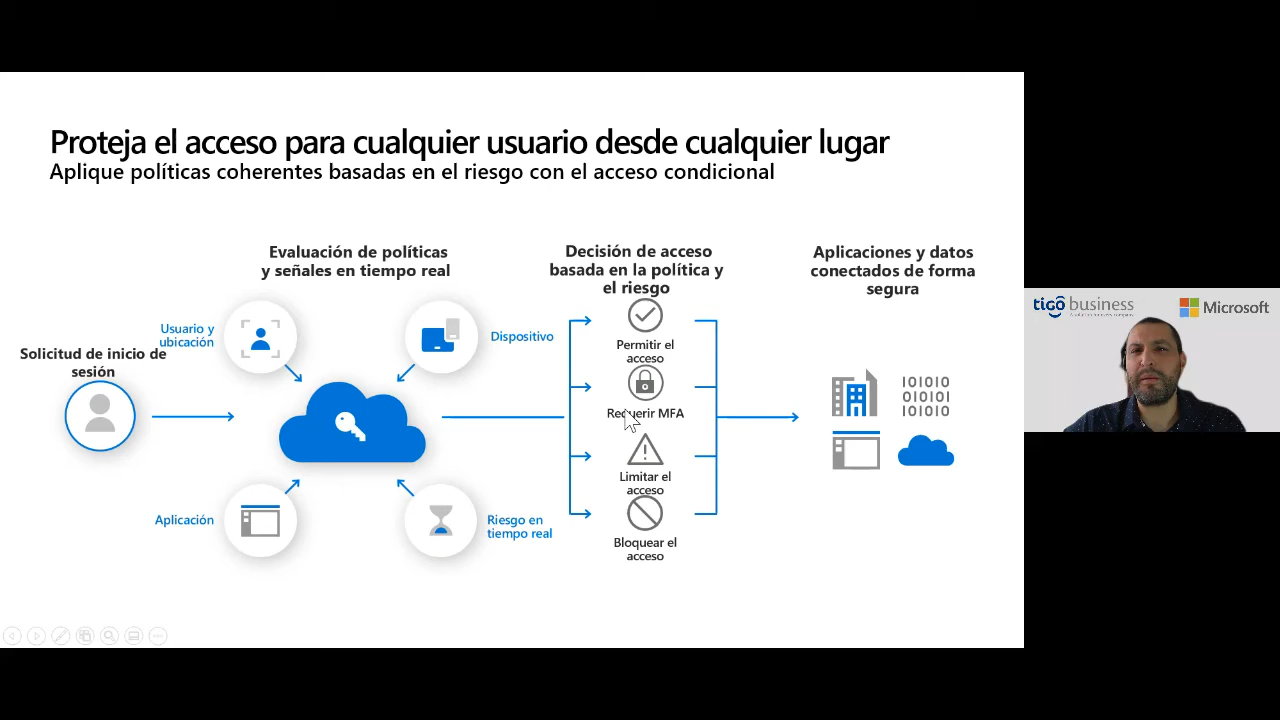 Proteja el acceso para cualquier usuario desde cualquier lugar
Aplique políticas coherentes basadas en el riesgo con el acceso condicional
Solicitud de inicio de
sesión
Evaluación de políticas
y señales en tiempo real
Usuario y
ubicación
Dispositivo
Aplicación
Riesgo en
tiempo real
Decisión de acceso
basada en la política y
el riesgo
Permitir el
acceso
Requerir MFA
Limitar el
acceso
Bloquear el
acceso
Aplicaciones y datos
conectados de forma
segura
IOIOIO
OIOIOI
IOIOIO
tigo business
Microsoft